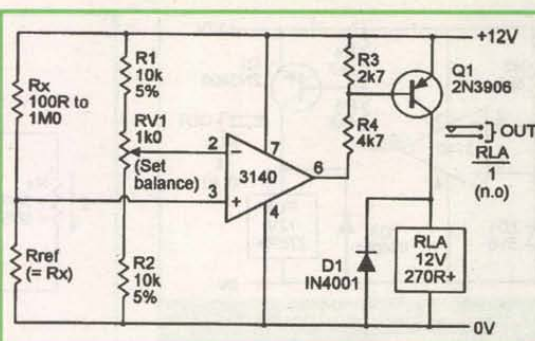 +12V
Rx
100R to
1M0
R1
10k
5%
RV1
1k0
(Set
balance)
2
3
−
+
3140
7
4
6
R3
2k7
R4
4k7
Q1
2N3906
OUT
RLA
1
(n.o)
Rref
(= Rx)
R2
10k
5%
D1
IN4001
RLA
12V
270R+
0V